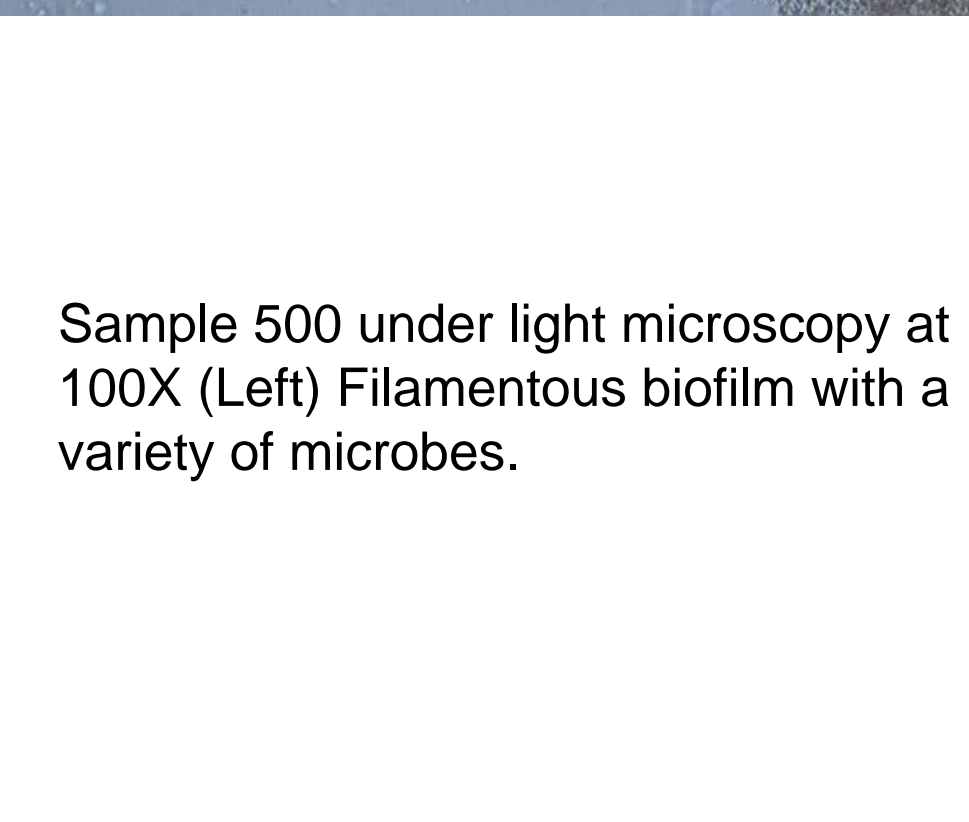 Sample 500 under light microscopy at
100X (Left) Filamentous biofilm with a
variety of microbes.